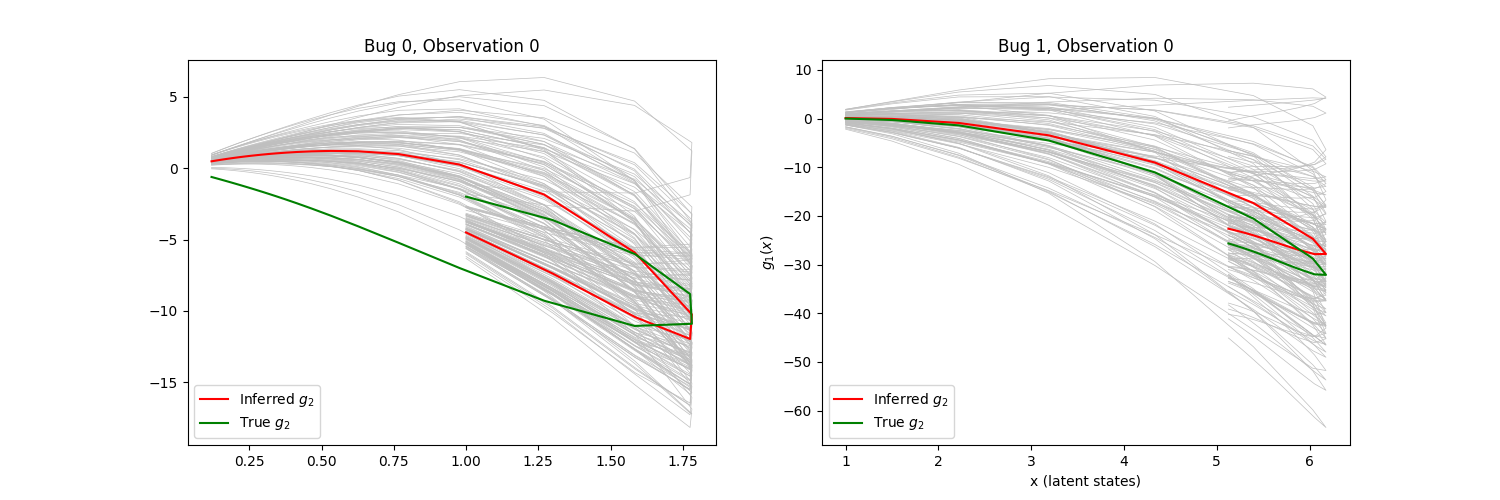 Bug 0, Observation 0
5
0
−5
−10
−15
0.25 0.50 0.75 1.00 1.25 1.50 1.75
Inferred g₂
True g₂
Bug 1, Observation 0
10
0
−10
−20
−30
−40
−50
−60
1 2 3 4 5 6
g₁(x)
x (latent states)
Inferred g₂
True g₂